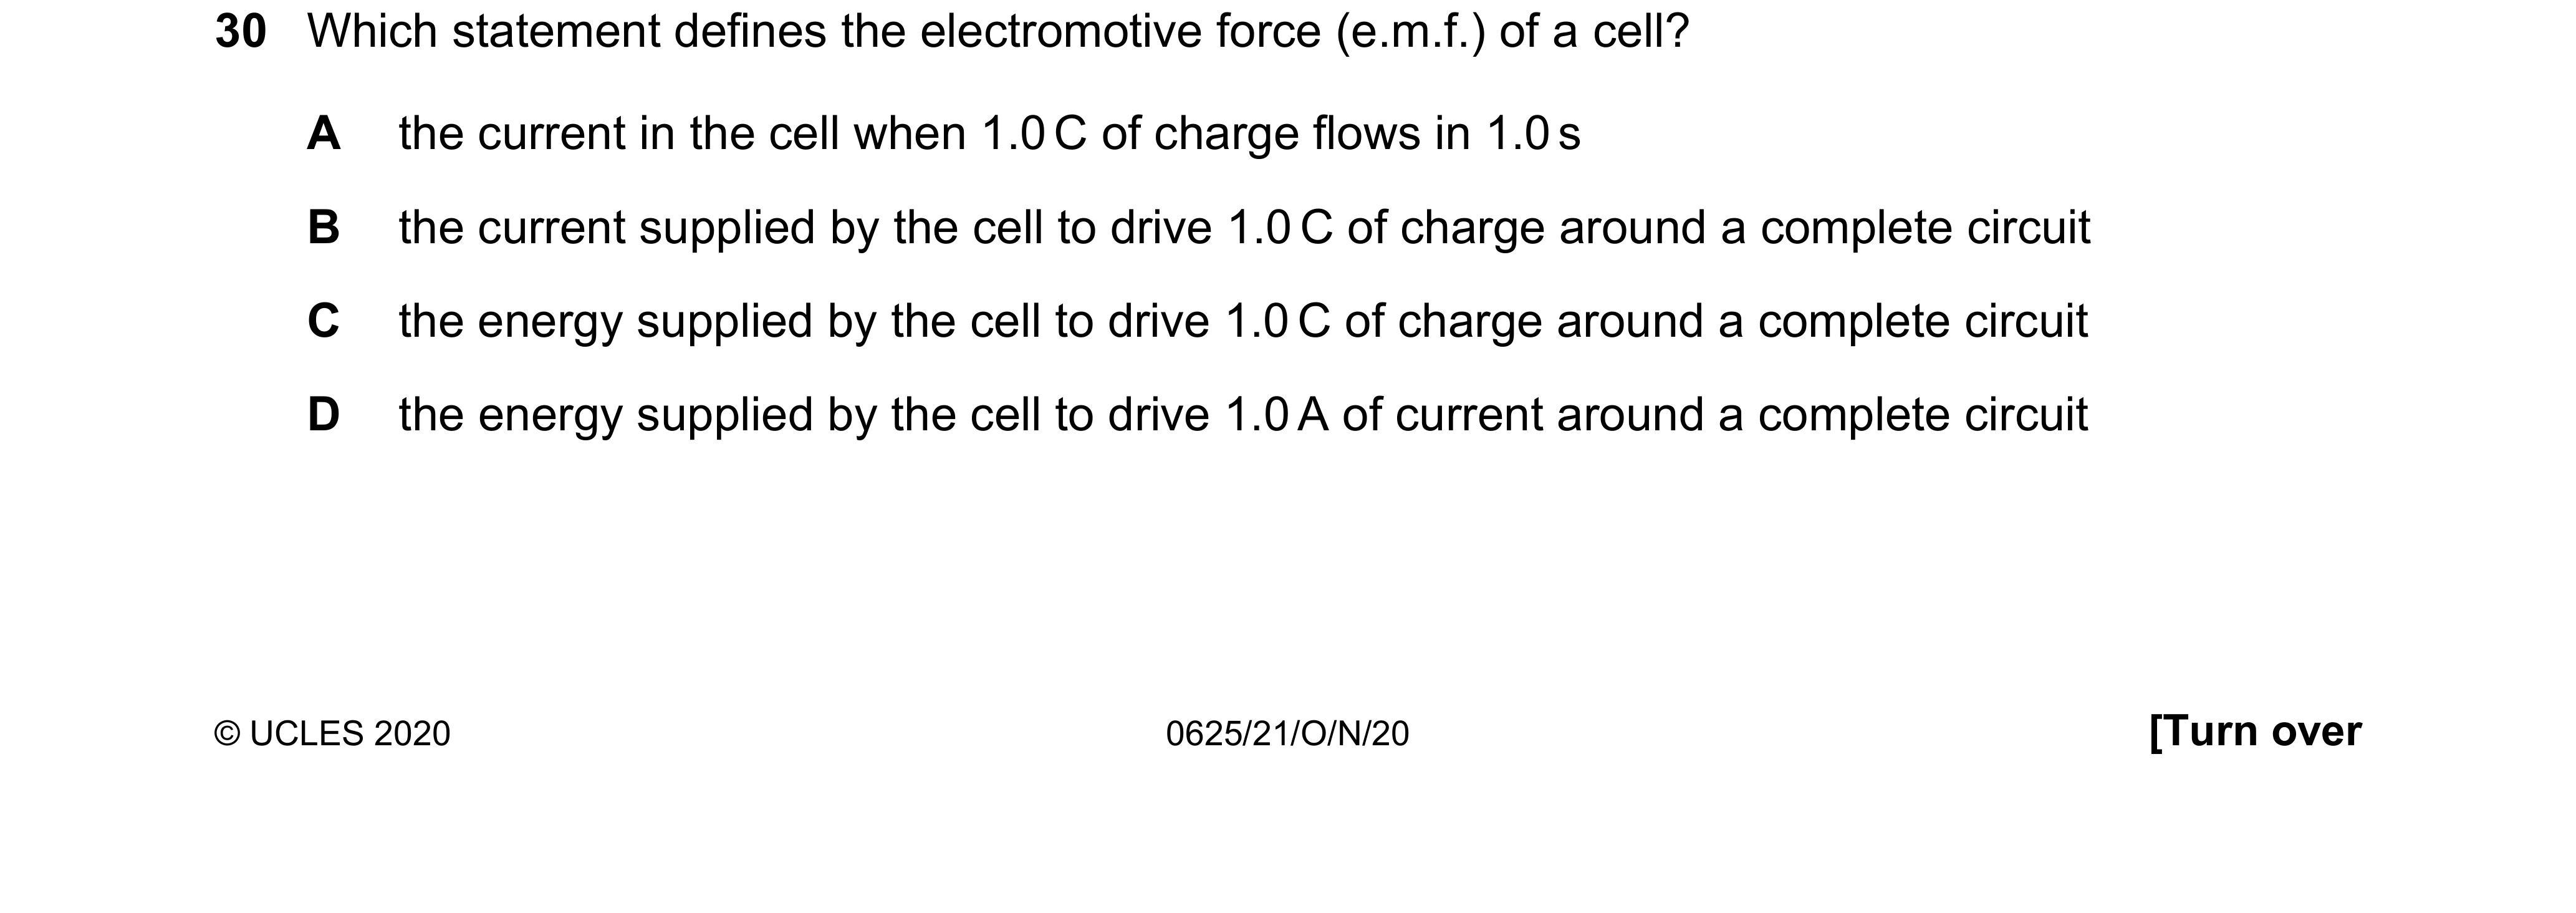 30 Which statement defines the electromotive force (e.m.f.) of a cell?
A the current in the cell when 1.0 C of charge flows in 1.0 s
B the current supplied by the cell to drive 1.0 C of charge around a complete circuit
C the energy supplied by the cell to drive 1.0 C of charge around a complete circuit
D the energy supplied by the cell to drive 1.0 A of current around a complete circuit
© UCLES 2020 0625/21/O/N/20 [Turn over